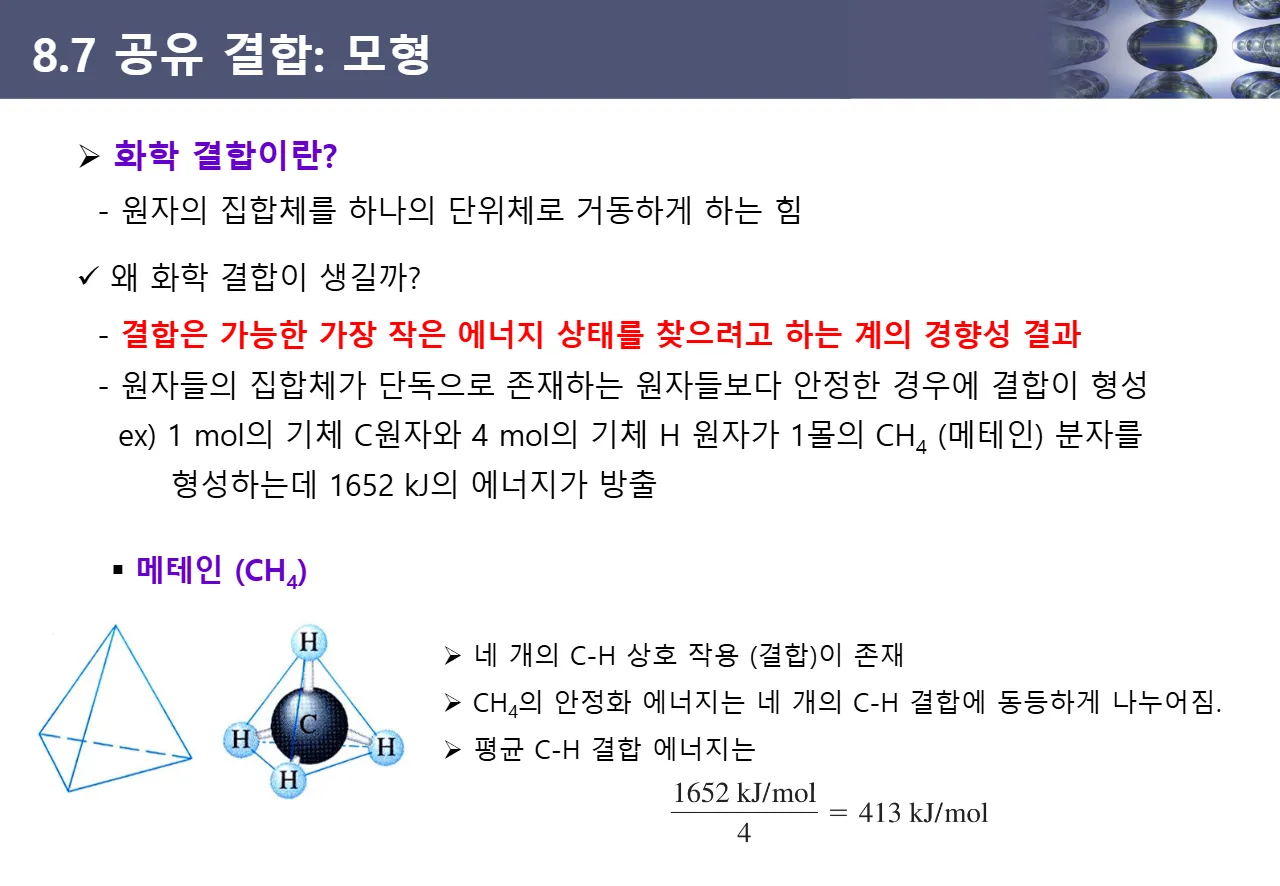 8.7 공유 결합: 모형
➢ 화학 결합이란?
- 원자의 집합체를 하나의 단위체로 거동하게 하는 힘
✓ 왜 화학 결합이 생길까?
- 결합은 가능한 가장 작은 에너지 상태를 찾으려고 하는 계의 경향성 결과
- 원자들의 집합체가 단독으로 존재하는 원자들보다 안정한 경우에 결합이 형성
ex) 1 mol의 기체 C원자와 4 mol의 기체 H 원자가 1몰의 CH₄ (메테인) 분자를
형성하는데 1652 kJ의 에너지가 방출
▪ 메테인 (CH₄)
H
C
H
H
H
➢ 네 개의 C-H 상호 작용 (결합)이 존재
➢ CH₄의 안정화 에너지는 네 개의 C-H 결합에 동등하게 나누어짐.
➢ 평균 C-H 결합 에너지는
1652 kJ/mol
4
= 413 kJ/mol